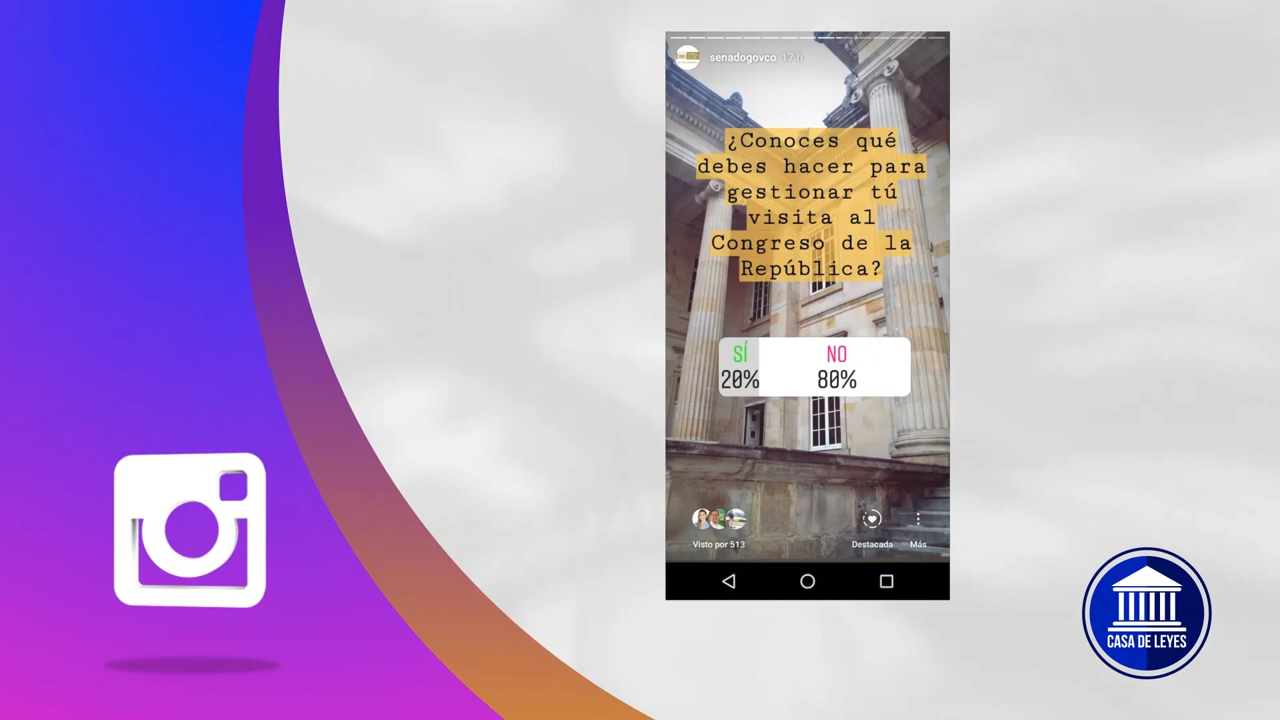 senadogovco 17 h
¿Conoces qué
debes hacer para
gestionar tú
visita al
Congreso de la
República?
SÍ
20%
NO
80%
Visto por 513
Destacada
Más
CASA DE LEYES